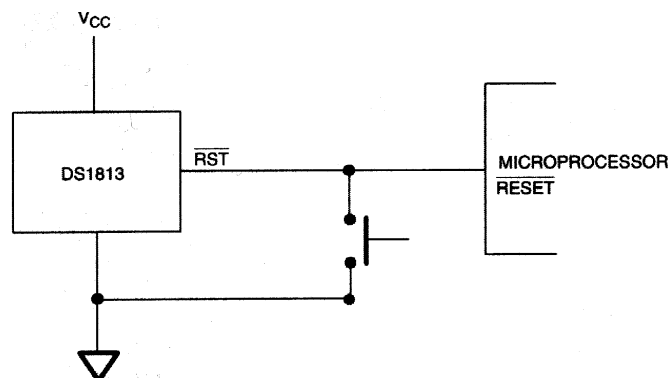 VCC
DS1813
RST
MICROPROCESSOR
RESET